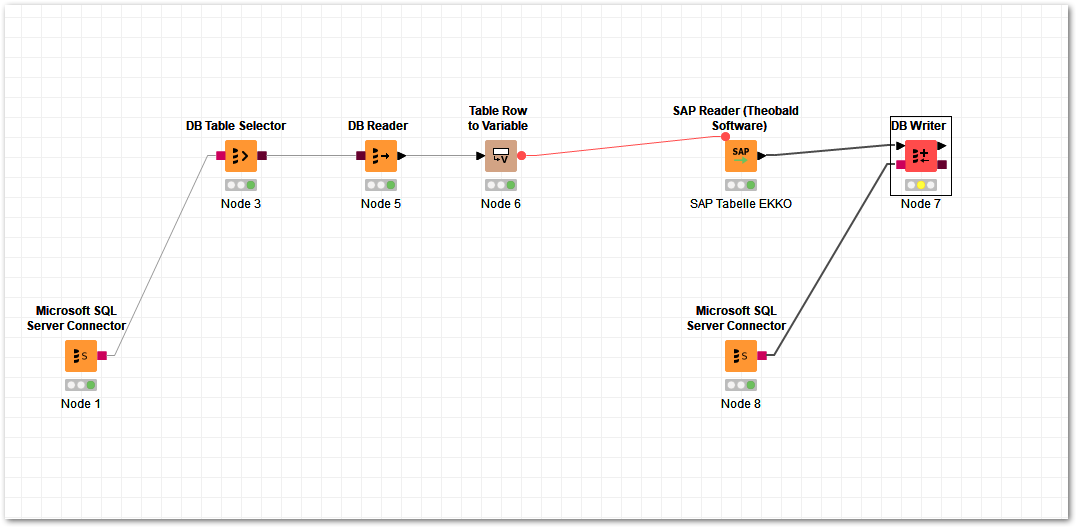 DB Table Selector
Node 3
DB Reader
Node 5
Table Row
to Variable
V
Node 6
SAP Reader (Theobald
Software)
SAP
SAP Tabelle EKKO
DB Writer
Node 7
Microsoft SQL
Server Connector
S
Node 1
Microsoft SQL
Server Connector
S
Node 8